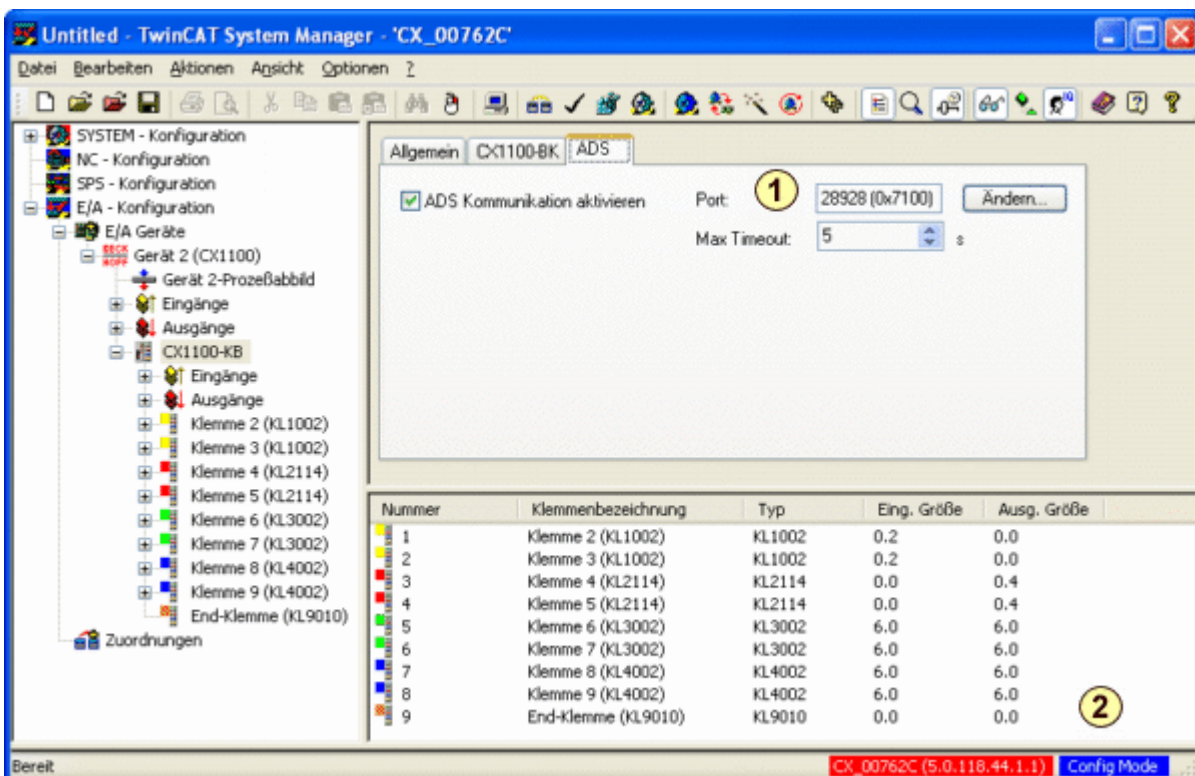 Untitled - TwinCAT System Manager - 'CX_00762C'
Datei Bearbeiten Aktionen Ansicht Optionen ?
SYSTEM - Konfiguration
NC - Konfiguration
SPS - Konfiguration
E/A - Konfiguration
E/A Geräte
BECK
HOFF
Gerät 2 (CX1100)
Gerät 2-Prozeßabbild
Eingänge
Ausgänge
CX1100-KB
Eingänge
Ausgänge
Klemme 2 (KL1002)
Klemme 3 (KL1002)
Klemme 4 (KL2114)
Klemme 5 (KL2114)
Klemme 6 (KL3002)
Klemme 7 (KL3002)
Klemme 8 (KL4002)
Klemme 9 (KL4002)
End-Klemme (KL9010)
Zuordnungen
Allgemein CX1100-BK ADS
ADS Kommunikation aktivieren Port: 1 28928 (0x7100) Ändern...
Max Timeout: 5 s
Nummer Klemmenbezeichnung Typ Eing. Größe Ausg. Größe
1 Klemme 2 (KL1002) KL1002 0.2 0.0
2 Klemme 3 (KL1002) KL1002 0.2 0.0
3 Klemme 4 (KL2114) KL2114 0.0 0.4
4 Klemme 5 (KL2114) KL2114 0.0 0.4
5 Klemme 6 (KL3002) KL3002 6.0 6.0
6 Klemme 7 (KL3002) KL3002 6.0 6.0
7 Klemme 8 (KL4002) KL4002 6.0 6.0
8 Klemme 9 (KL4002) KL4002 6.0 6.0
9 End-Klemme (KL9010) KL9010 0.0 0.0
2
Bereit CX_00762C (5.0.118.44.1.1) Config Mode